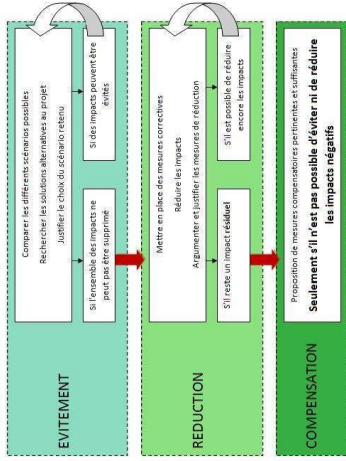 EVITEMENT
Comparer les différents scénarios possibles
Rechercher les solutions alternatives au projet
Justifier le choix du scénario retenu
Si l'ensemble des impacts ne
peut pas être supprimé
Si des impacts peuvent être
évités
REDUCTION
Mettre en place des mesures correctives
Réduire les impacts
Argumenter et justifier les mesures de réduction
S'il reste un impact résiduel
S'il est possible de réduire
encore les impacts
COMPENSATION
Proposition de mesures compensatoires pertinentes et suffisantes
Seulement s'il n'est pas possible d'éviter ni de réduire
les impacts négatifs